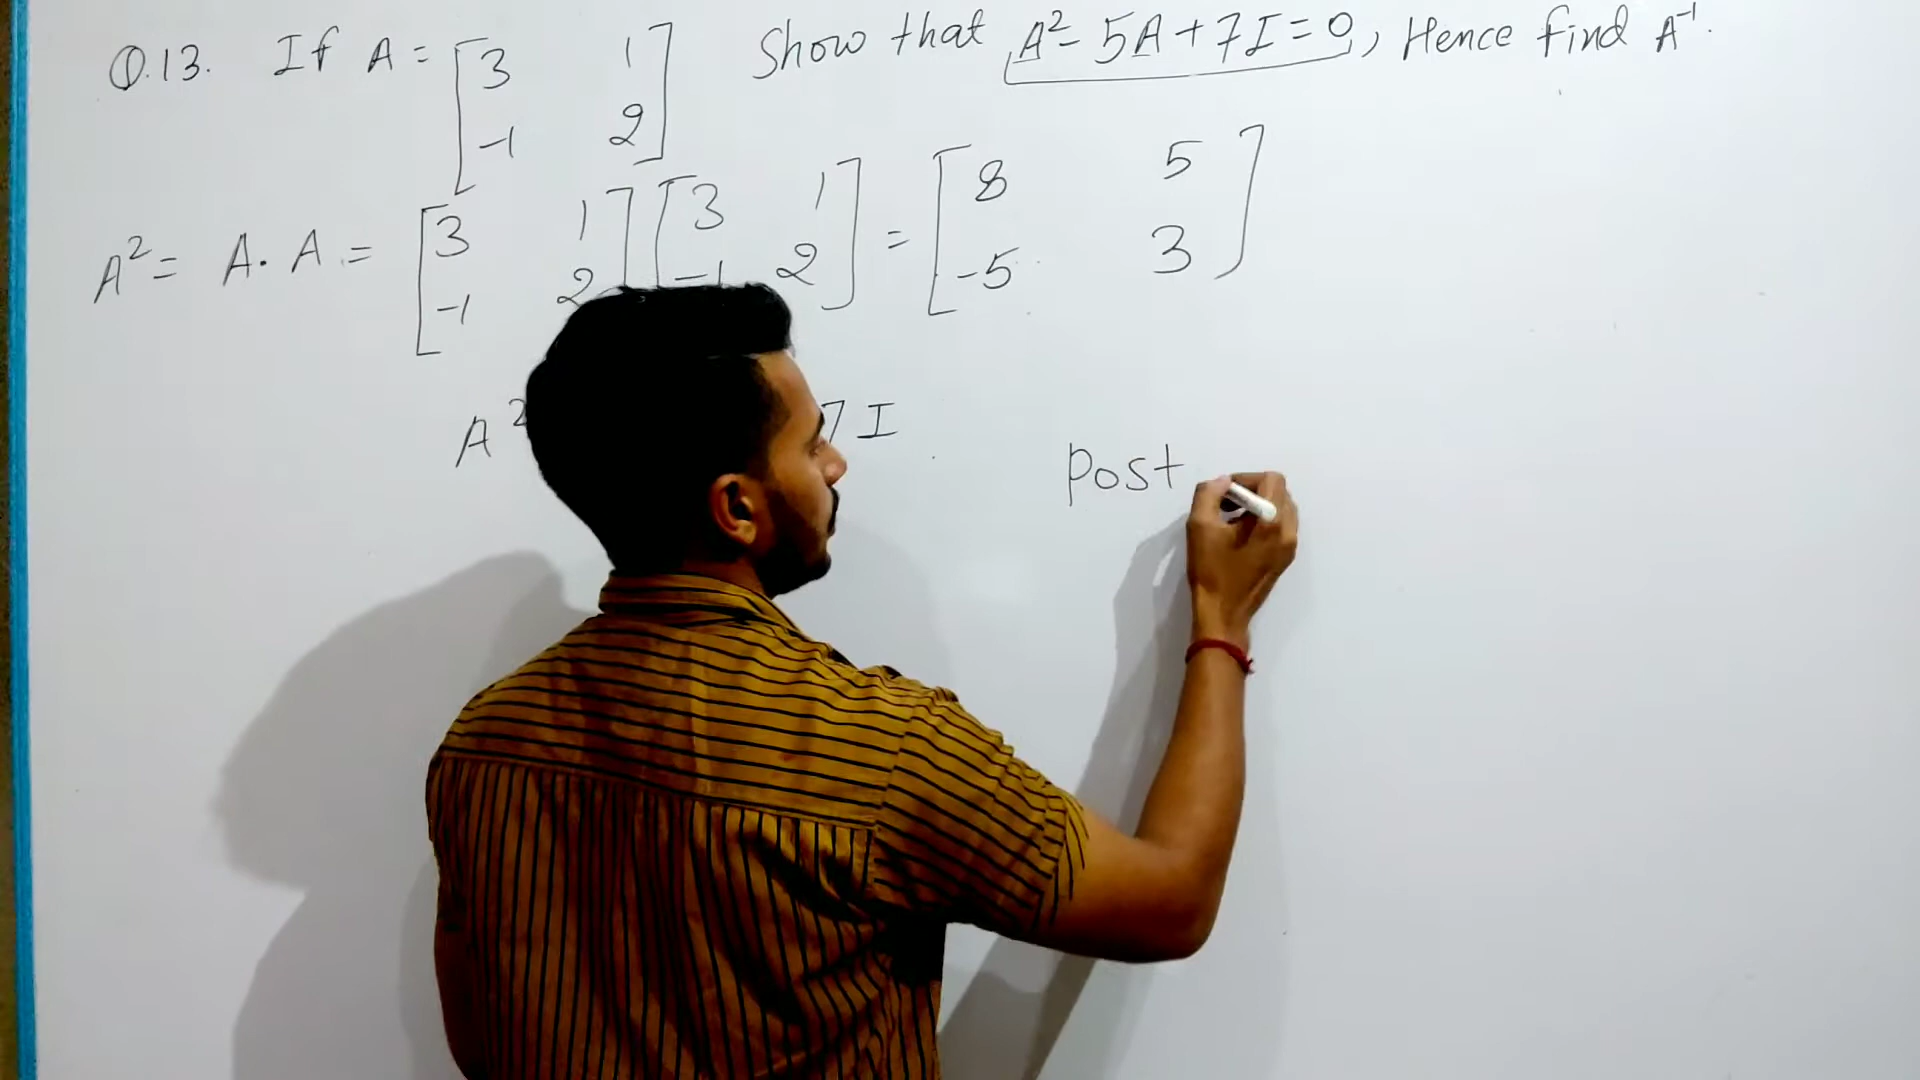 Q.13. If A = [3 1 -1 2] Show that A²- 5A + 7I = 0, Hence find A⁻¹.
A² = A. A = [3 1 -1 2] [3 1 -1 2] = [8 5 -5 3]
A² 7 I
Post